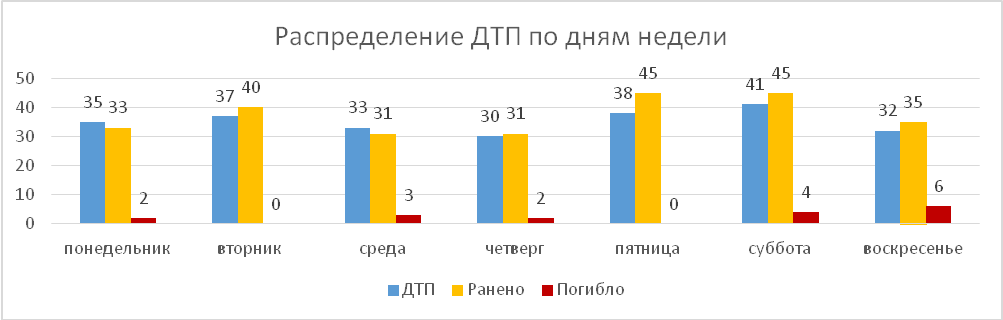 Распределение ДТП по дням недели
50
40
30
20
10
0
35 33 2
37 40 0
33 31 3
30 31 2
38 45 0
41 45 4
32 35 6
понедельник вторник среда четверг пятница суббота воскресенье
ДТП Ранено Погибло